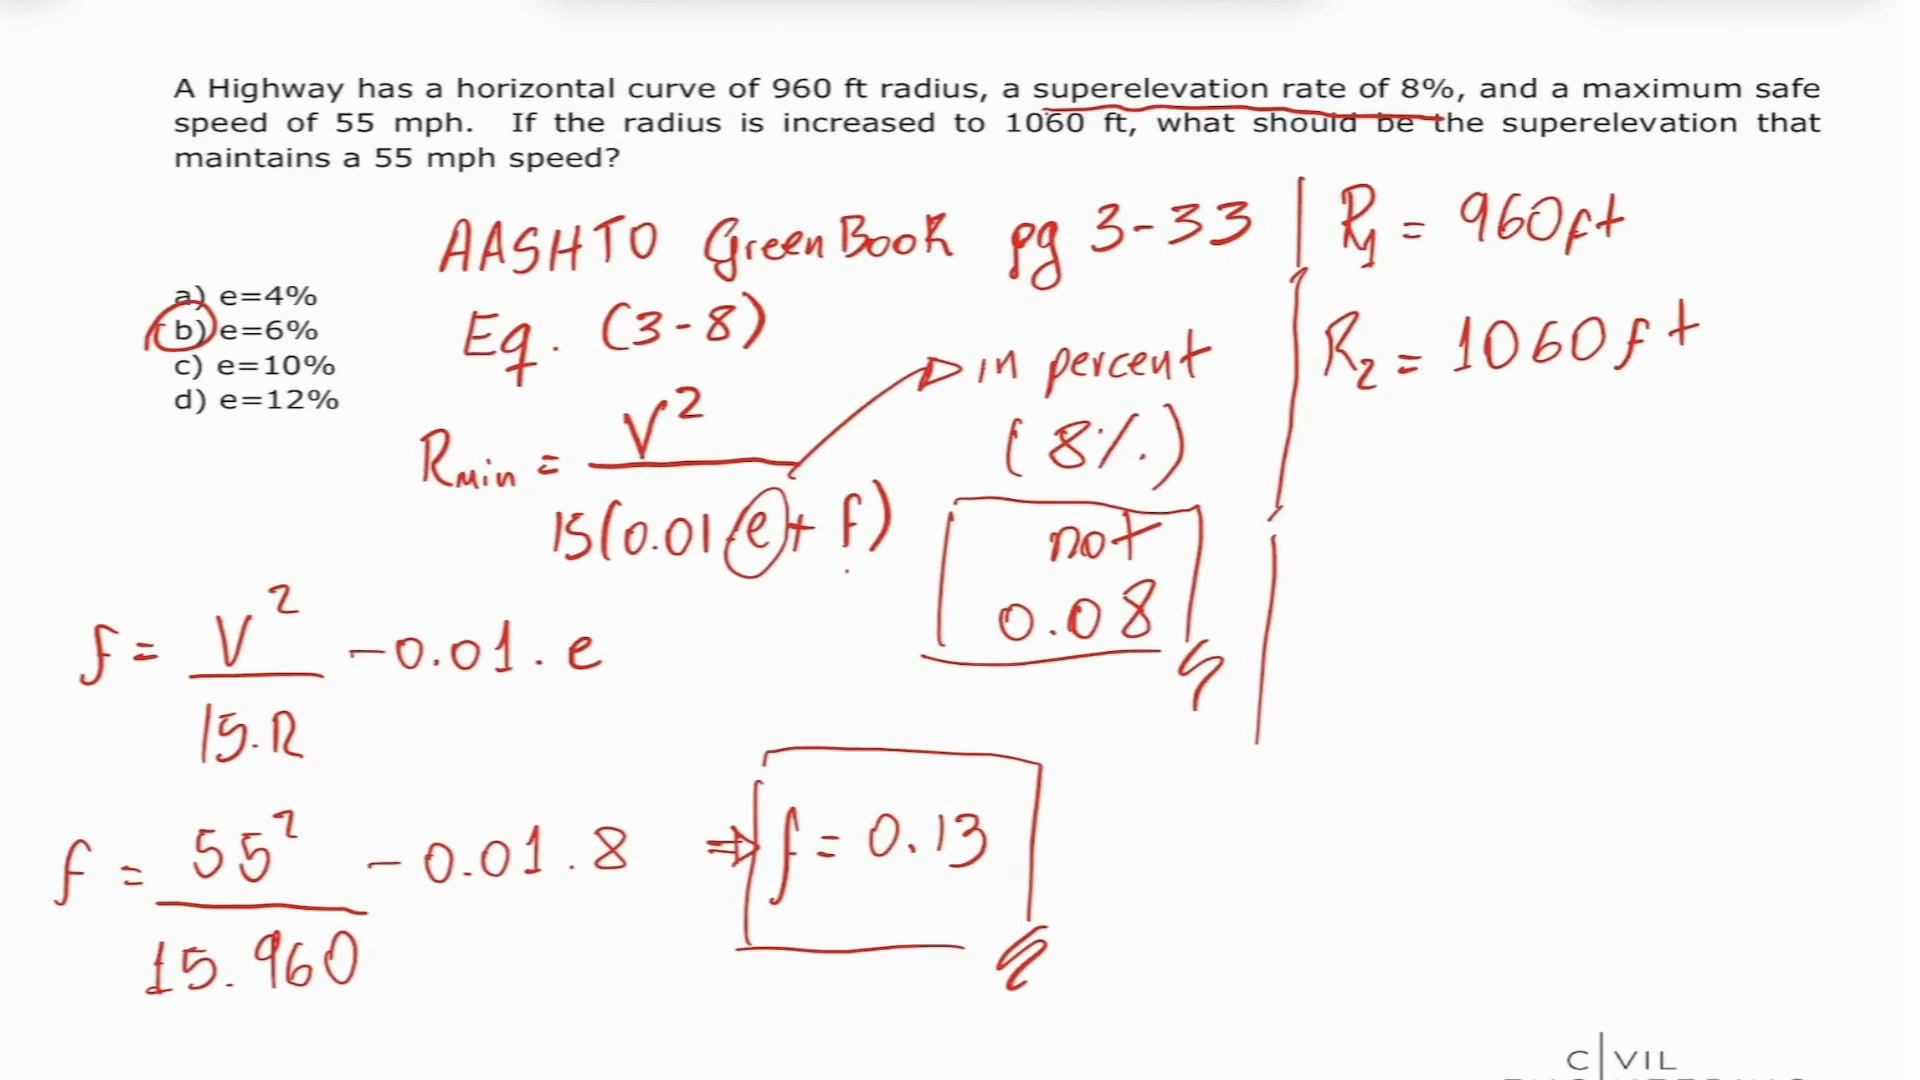 A Highway has a horizontal curve of 960 ft radius, a superelevation rate of 8%, and a maximum safe
speed of 55 mph. If the radius is increased to 1060 ft, what should be the superelevation that
maintains a 55 mph speed?
AASHTO Green Book pg 3-33
Eq. (3-8)
a) e=4%
b) e=6%
c) e=10%
d) e=12%
Rmin = V² / 15(0.01 e + f)
in percent
(8%)
not
0.08
R1 = 960ft
R2 = 1060ft
f = V² / 15.R - 0.01 . e
f = 55² / 15.960 - 0.01 . 8 ⇒ f = 0.13
C|VIL